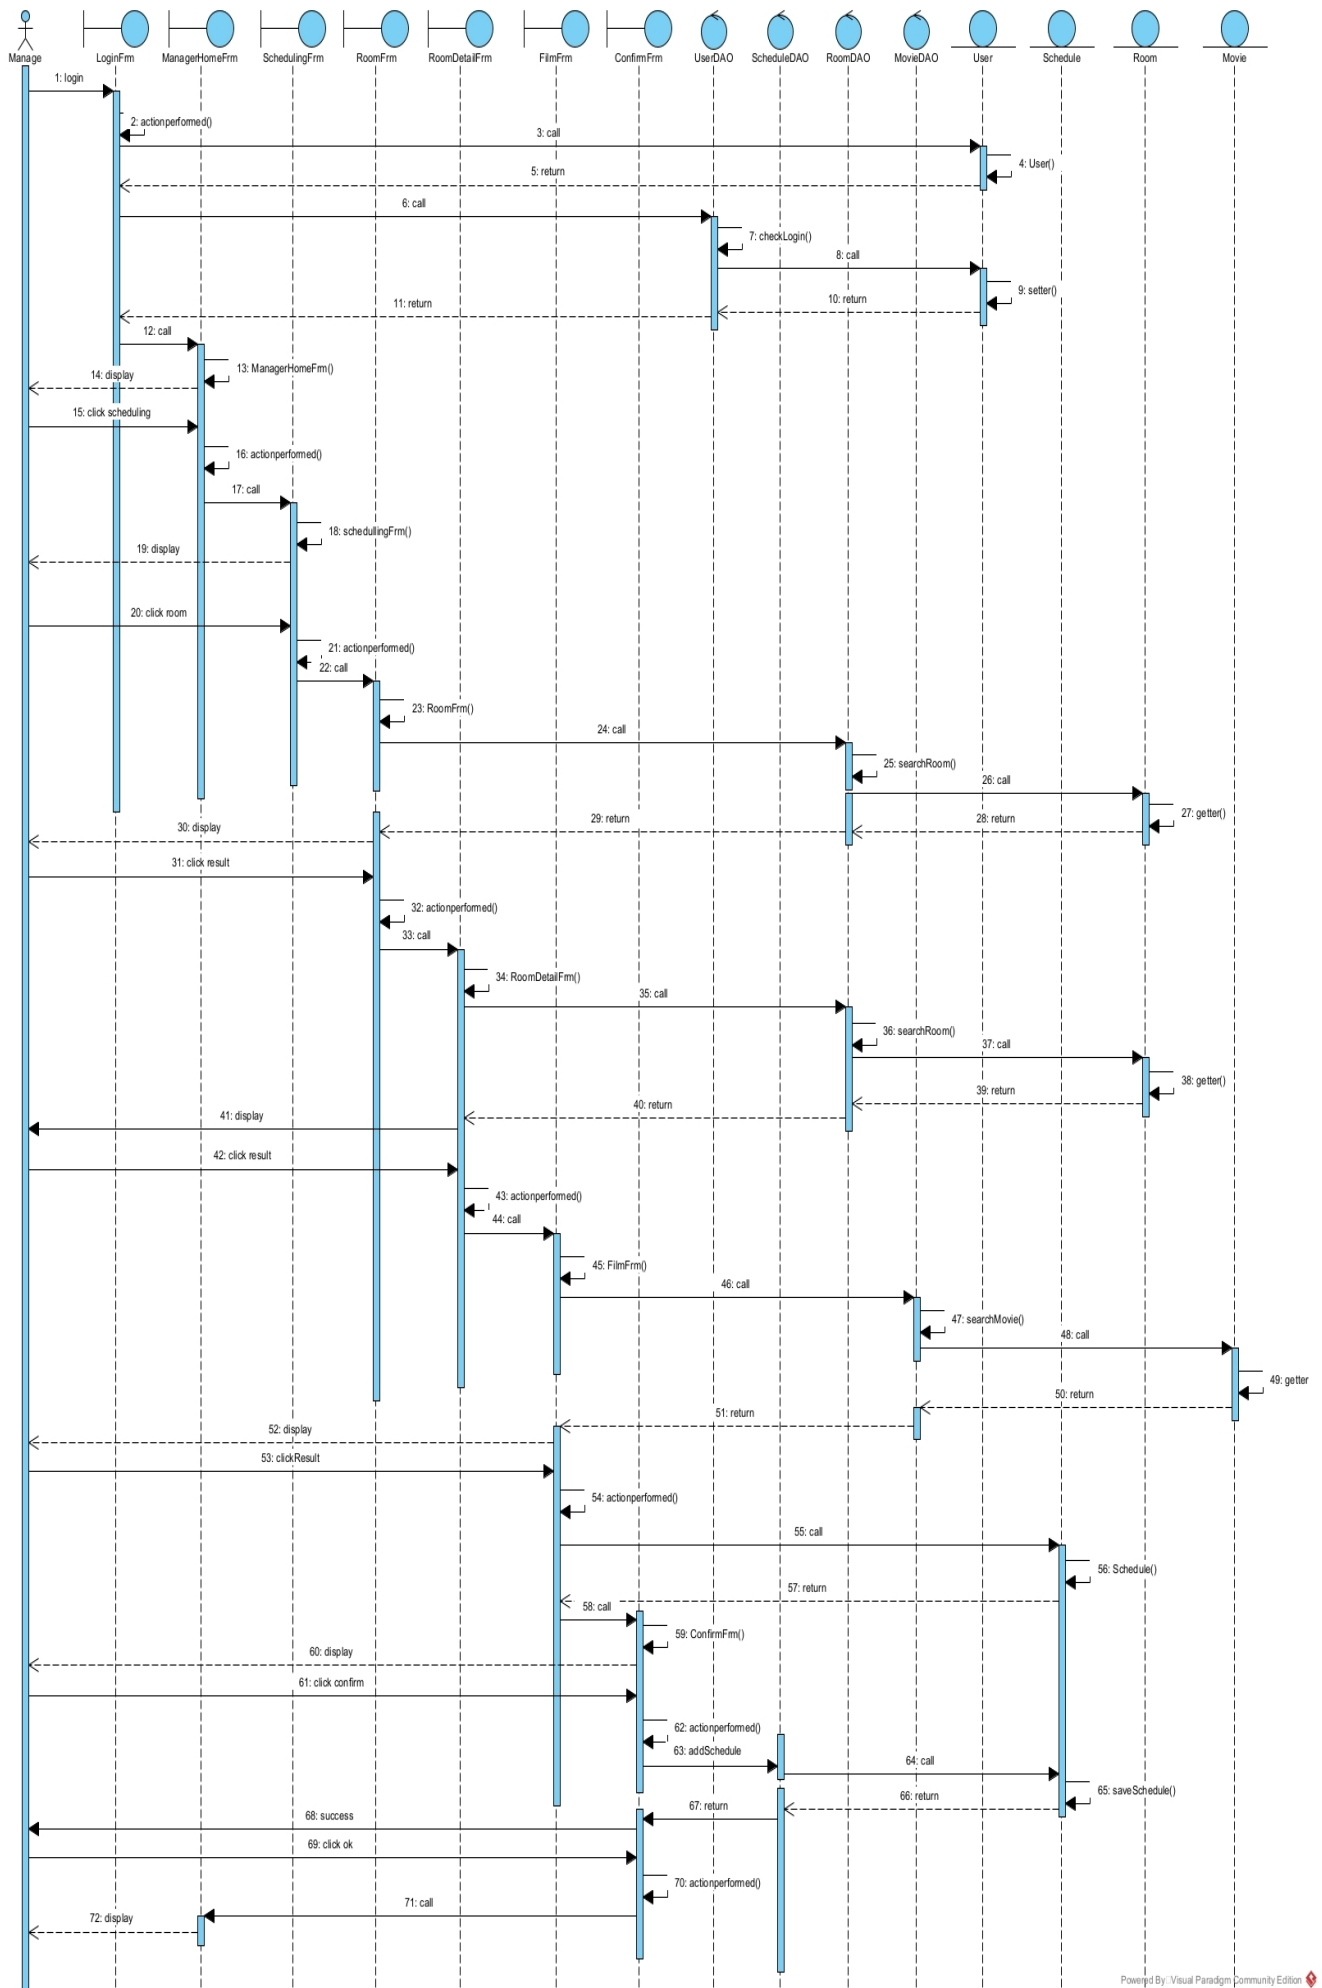 Manage LoginFrm ManagerHomeFrm SchedulingFrm RoomFrm RoomDetailFrm FilmFrm ConfirmFrm UserDAO ScheduleDAO RoomDAO MovieDAO User Schedule Room Movie
1: login
2: actionperformed()
3: call
4: User()
5: return
6: call
7: checkLogin()
8: call
9: setter()
10: return
11: return
12: call
13: ManagerHomeFrm()
14: display
15: click scheduling
16: actionperformed()
17: call
18: schedullingFrm()
19: display
20: click room
21: actionperformed()
22: call
23: RoomFrm()
24: call
25: searchRoom()
26: call
27: getter()
28: return
29: return
30: display
31: click result
32: actionperformed()
33: call
34: RoomDetailFrm()
35: call
36: searchRoom()
37: call
38: getter()
39: return
40: return
41: display
42: click result
43: actionperformed()
44: call
45: FilmFrm()
46: call
47: searchMovie()
48: call
49: getter
50: return
51: return
52: display
53: clickResult
54: actionperformed()
55: call
56: Schedule()
57: return
58: call
59: ConfirmFrm()
60: display
61: click confirm
62: actionperformed()
63: addSchedule
64: call
65: saveSchedule()
66: return
67: return
68: success
69: click ok
70: actionperformed()
71: call
72: display
Powered By Visual Paradigm Community Edition